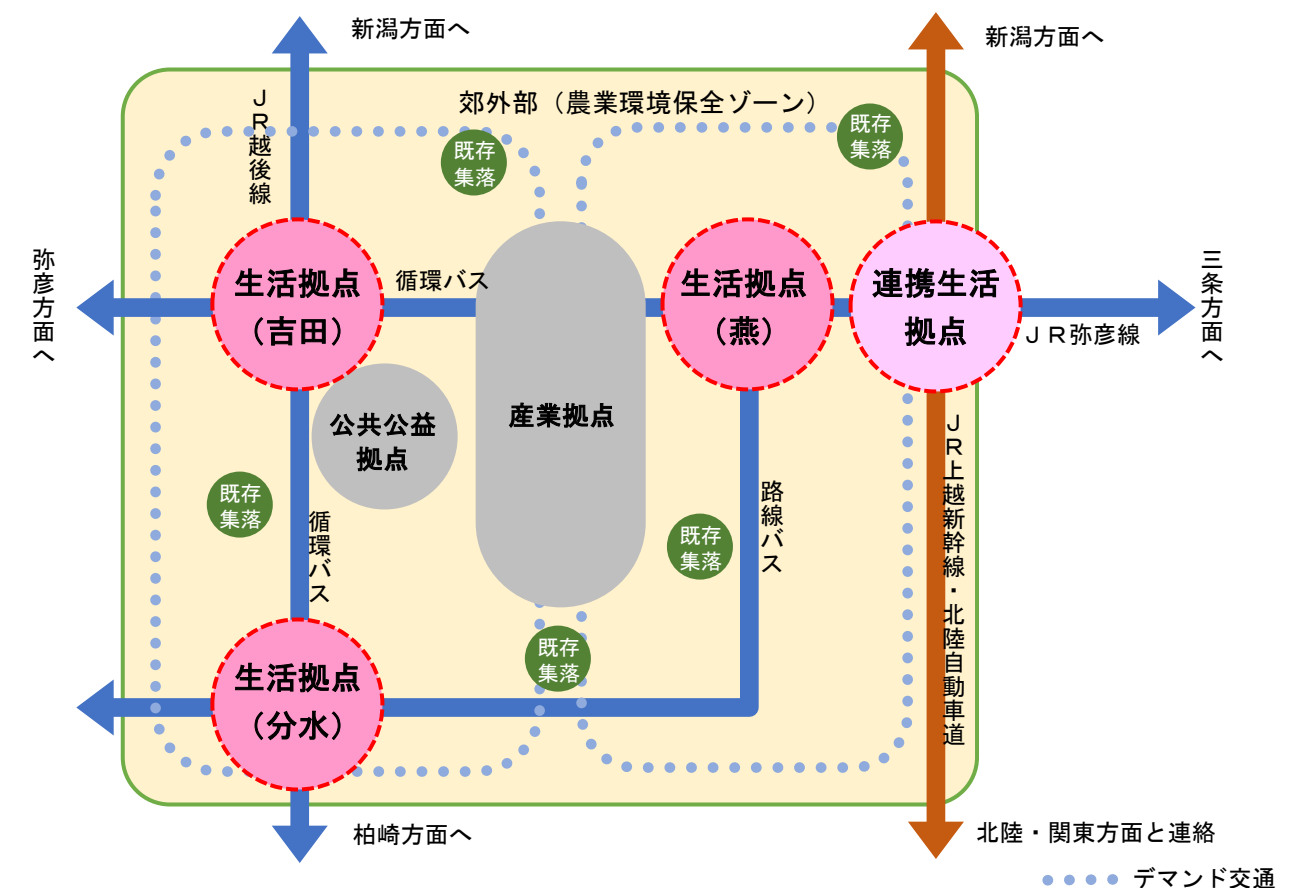 新潟方面へ
新潟方面へ
郊外部（農業環境保全ゾーン）
ＪＲ越後線
既存
集落
既存
集落
弥彦方面へ
生活拠点
（吉田）
循環バス
生活拠点
（燕）
連携生活
拠点
三条方面へ
ＪＲ弥彦線
公共公益
拠点
産業拠点
既存
集落
循環バス
既存
集落
路線バス
ＪＲ上越新幹線・北陸自動車道
既存
集落
生活拠点
（分水）
柏崎方面へ
北陸・関東方面と連絡
デマンド交通